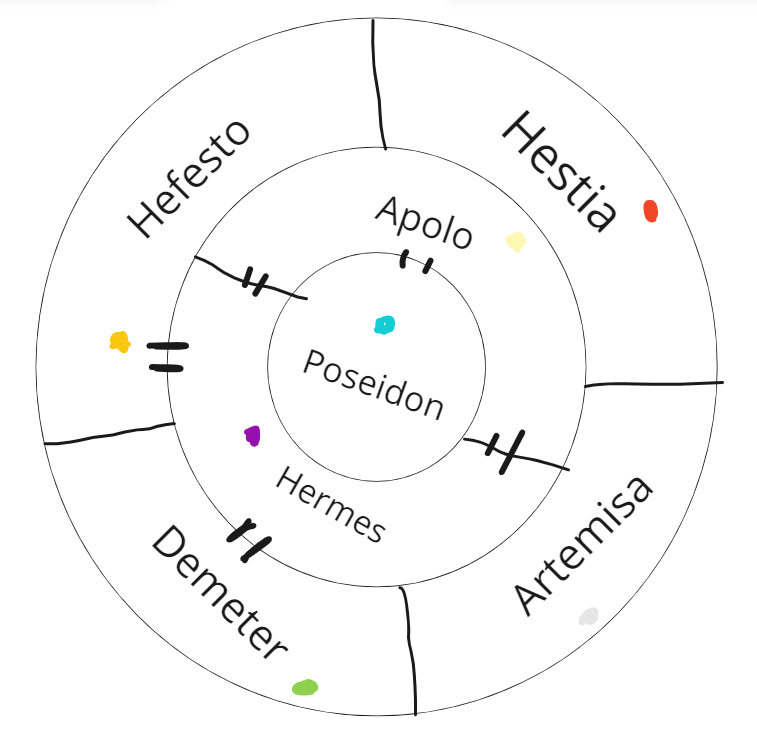 Hefesto
Hestia
Apolo
Poseidon
Hermes
Demeter
Artemisa